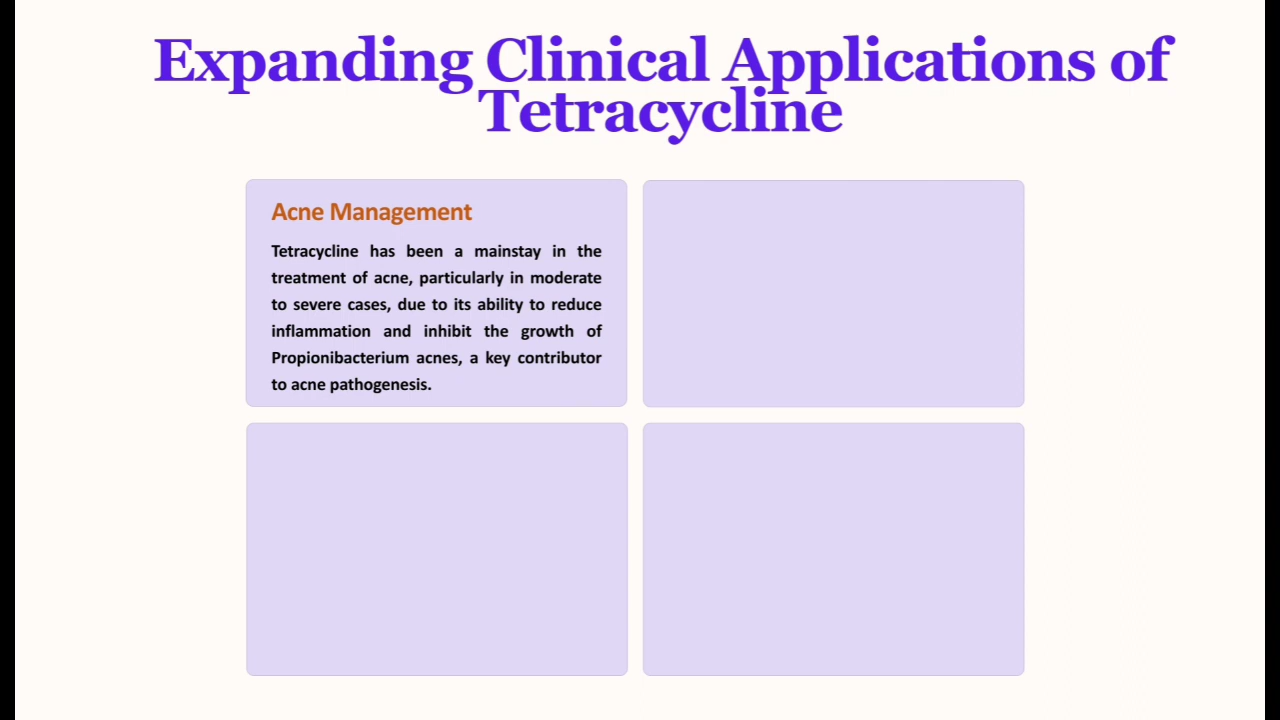 Expanding Clinical Applications of
Tetracycline
Acne Management
Tetracycline has been a mainstay in the
treatment of acne, particularly in moderate
to severe cases, due to its ability to reduce
inflammation and inhibit the growth of
Propionibacterium acnes, a key contributor
to acne pathogenesis.